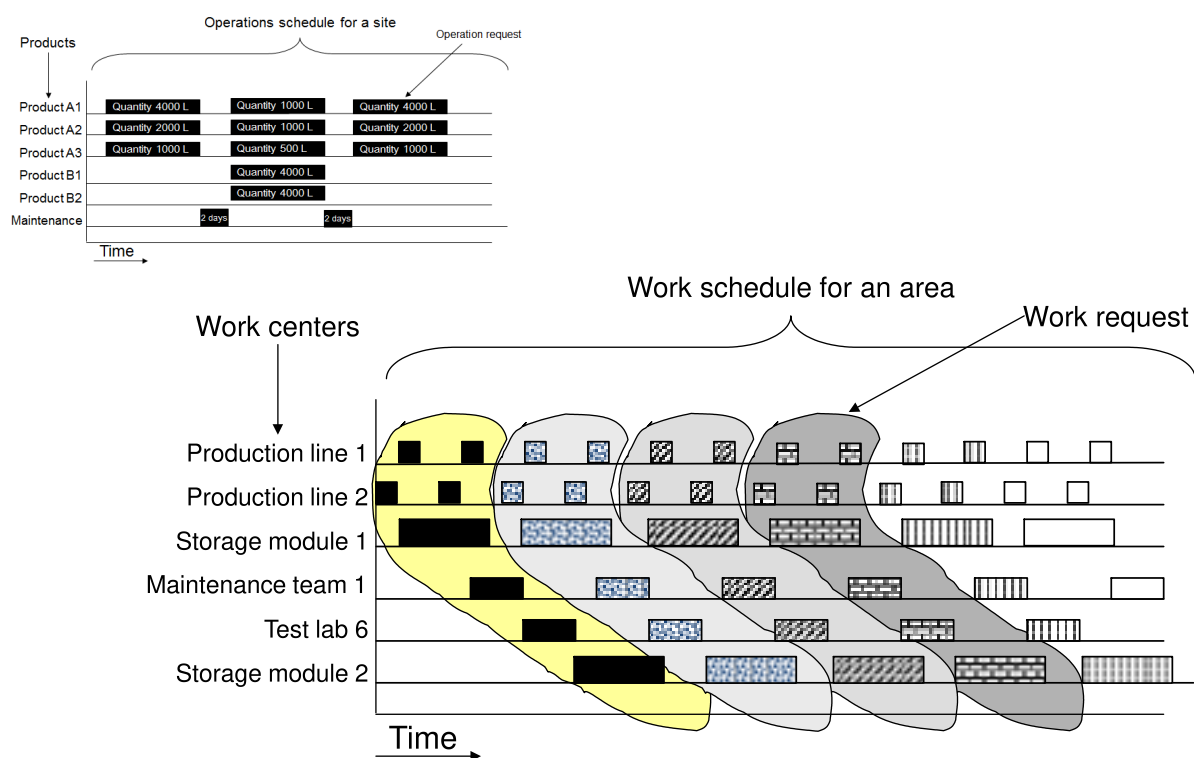 Operations schedule for a site
Products
Operation request
Product A1 Quantity 4000 L Quantity 1000 L Quantity 4000 L
Product A2 Quantity 2000 L Quantity 1000 L Quantity 2000 L
Product A3 Quantity 1000 L Quantity 500 L Quantity 1000 L
Product B1 Quantity 4000 L
Product B2 Quantity 4000 L
Maintenance 2 days 2 days
Time
Work schedule for an area
Work centers
Work request
Production line 1
Production line 2
Storage module 1
Maintenance team 1
Test lab 6
Storage module 2
Time